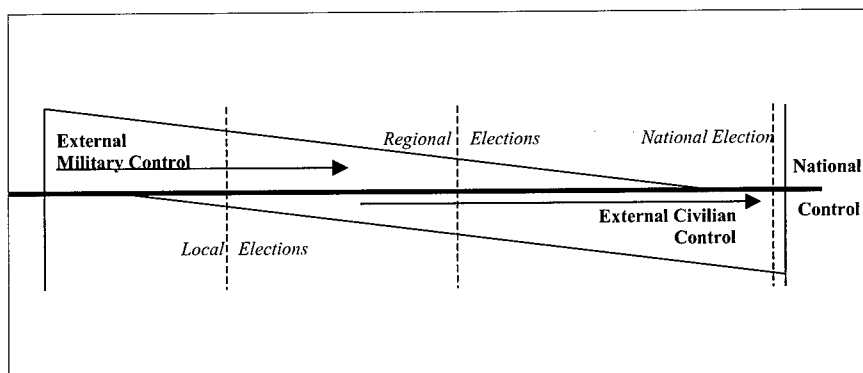 External
Military Control
Regional Elections
National Election
National
Control
External Civilian
Control
Local Elections